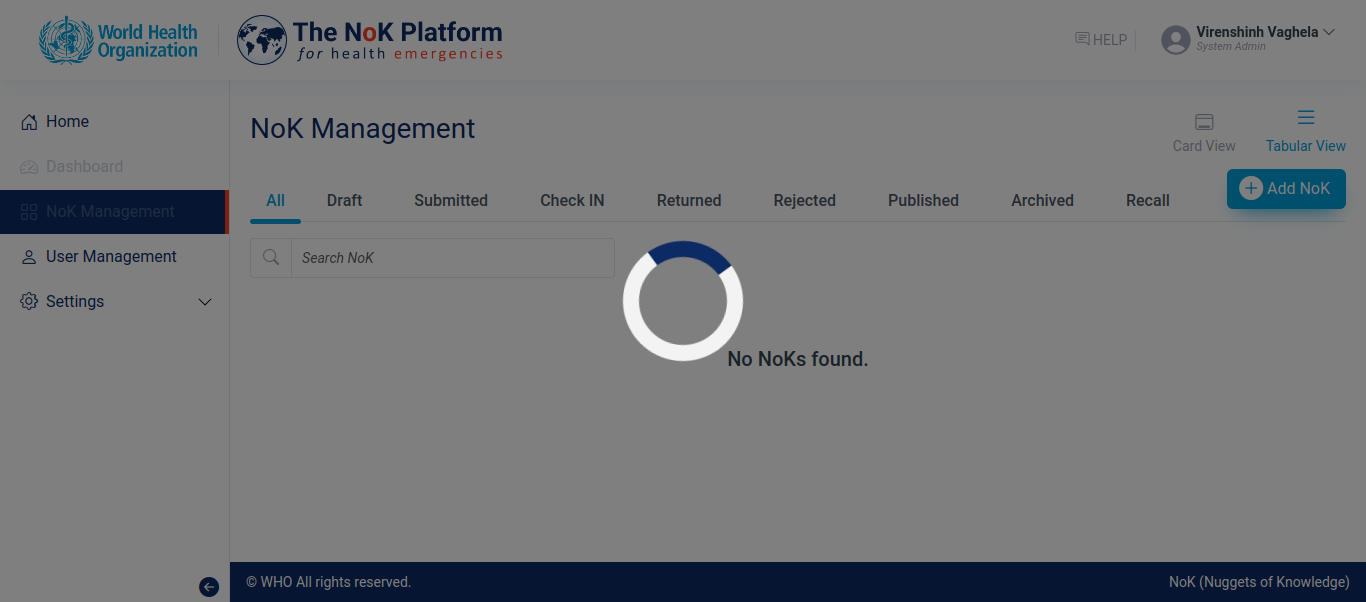 World Health
Organization
The NoK Platform
for health emergencies
HELP
Virenshinh Vaghela
System Admin
Home
Dashboard
NoK Management
User Management
Settings
NoK Management
Card View
Tabular View
All
Draft
Submitted
Check IN
Returned
Rejected
Published
Archived
Recall
Add NoK
Search NoK
No NoKs found.
© WHO All rights reserved.
NoK (Nuggets of Knowledge)